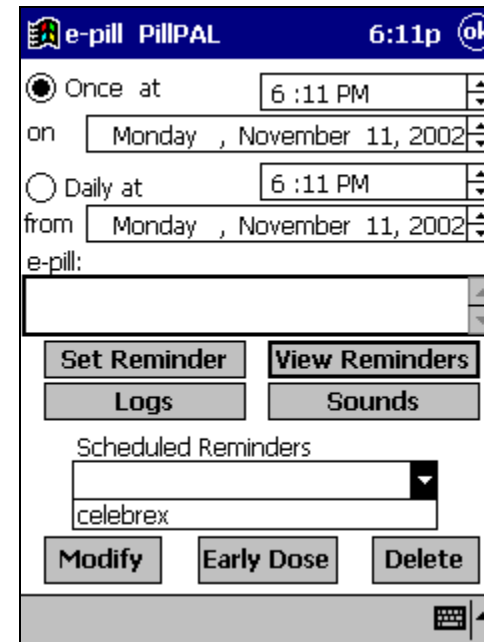 e-pill PillPAL 6:11p ok
Once at 6 :11 PM
on Monday , November 11, 2002
Daily at 6 :11 PM
from Monday , November 11, 2002
e-pill:
Set Reminder View Reminders
Logs Sounds
Scheduled Reminders
celebrex
Modify Early Dose Delete